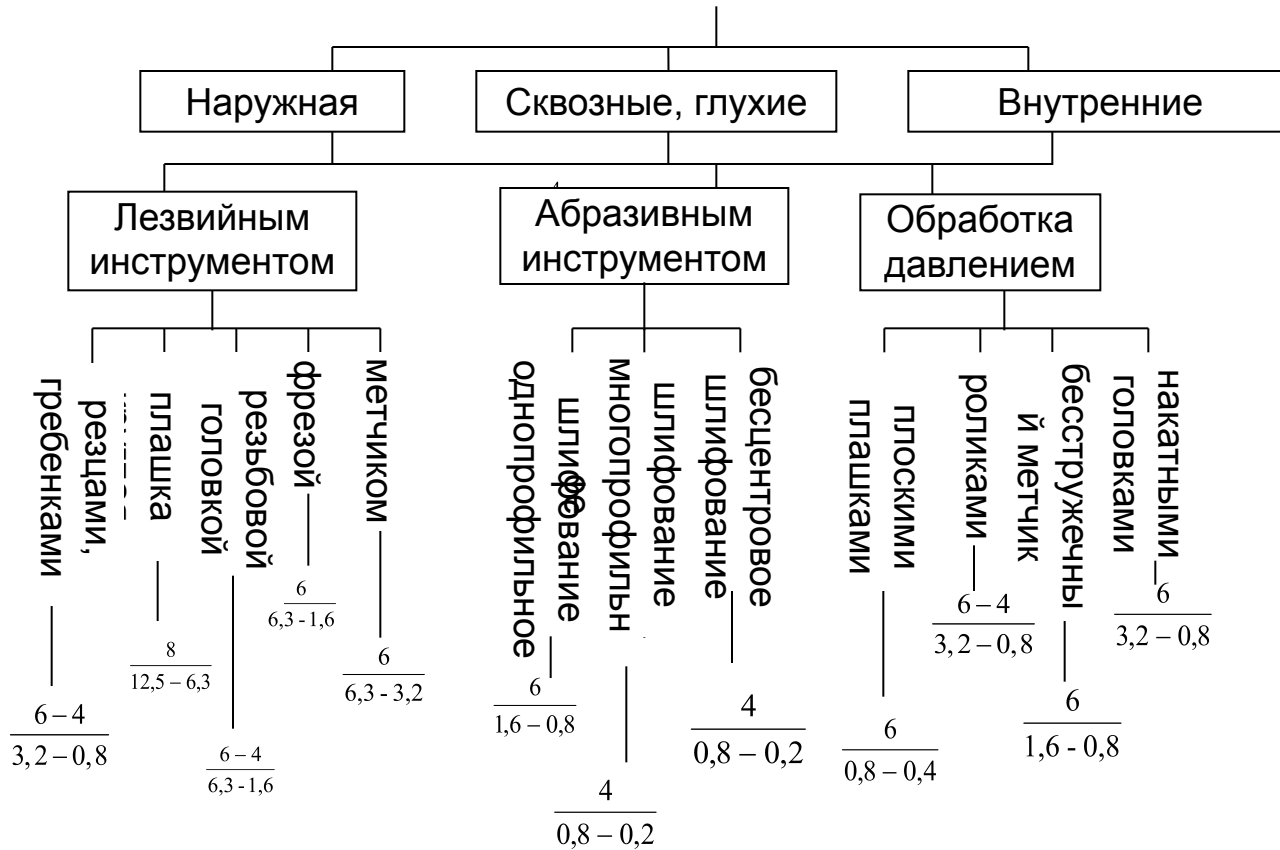 Наружная
Сквозные, глухие
Внутренние
Лезвийным
инструментом
4
Абразивным
инструментом
Обработка
давлением
резцами,
гребенками
6 – 4
3,2 – 0,8
плашка
8
12,5 – 6,3
резьбовой
головкой
6 – 4
6,3 - 1,6
фрезой
6
6,3 - 1,6
метчиком
6
6,3 - 3,2
однопрофильное
шлифование
6
1,6 – 0,8
многопрофильн
шлифование
4
0,8 – 0,2
бесцентровое
шлифование
4
0,8 – 0,2
плоскими
плашками
6
0,8 – 0,4
роликами
6 – 4
3,2 – 0,8
бесстружечны
й метчик
6
1,6 - 0,8
накатными
головками
6
3,2 – 0,8